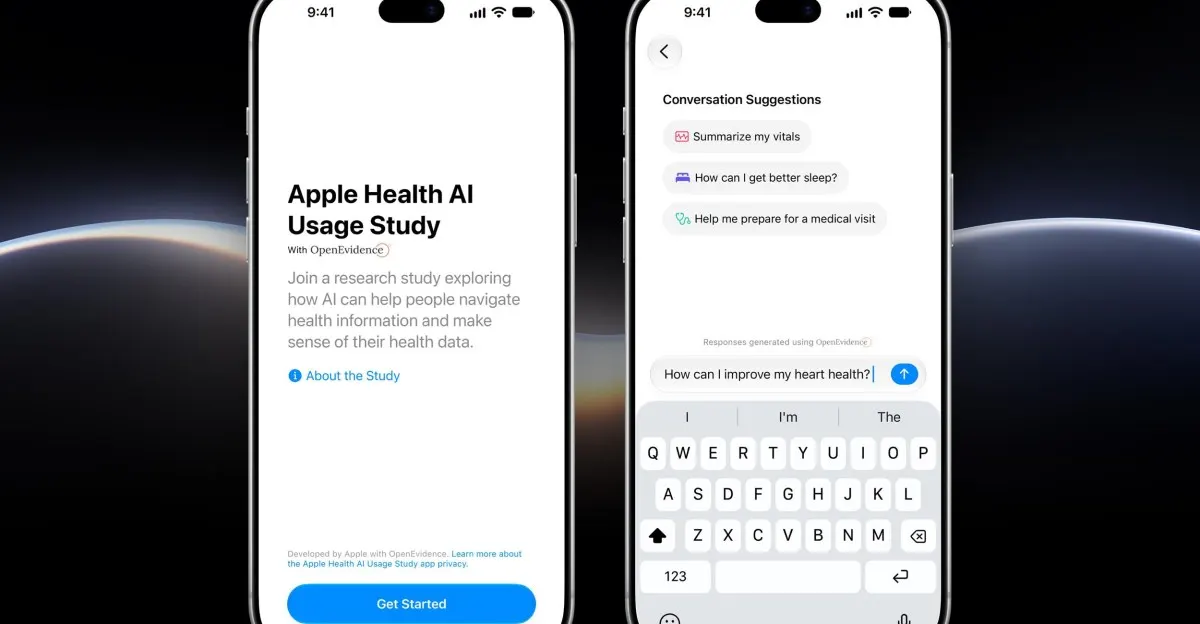 9:41
Apple Health AI
Usage Study
With OpenEvidence
Join a research study exploring
how AI can help people navigate
health information and make
sense of their health data.
About the Study
Developed by Apple with OpenEvidence. Learn more about
the Apple Health AI Usage Study app privacy.
Get Started
9:41
Conversation Suggestions
Summarize my vitals
How can I get better sleep?
Help me prepare for a medical visit
Responses generated using OpenEvidence
How can I improve my heart health?
I I'm The
Q W E R T Y U I O P
A S D F G H J K L
Z X C V B N M
123